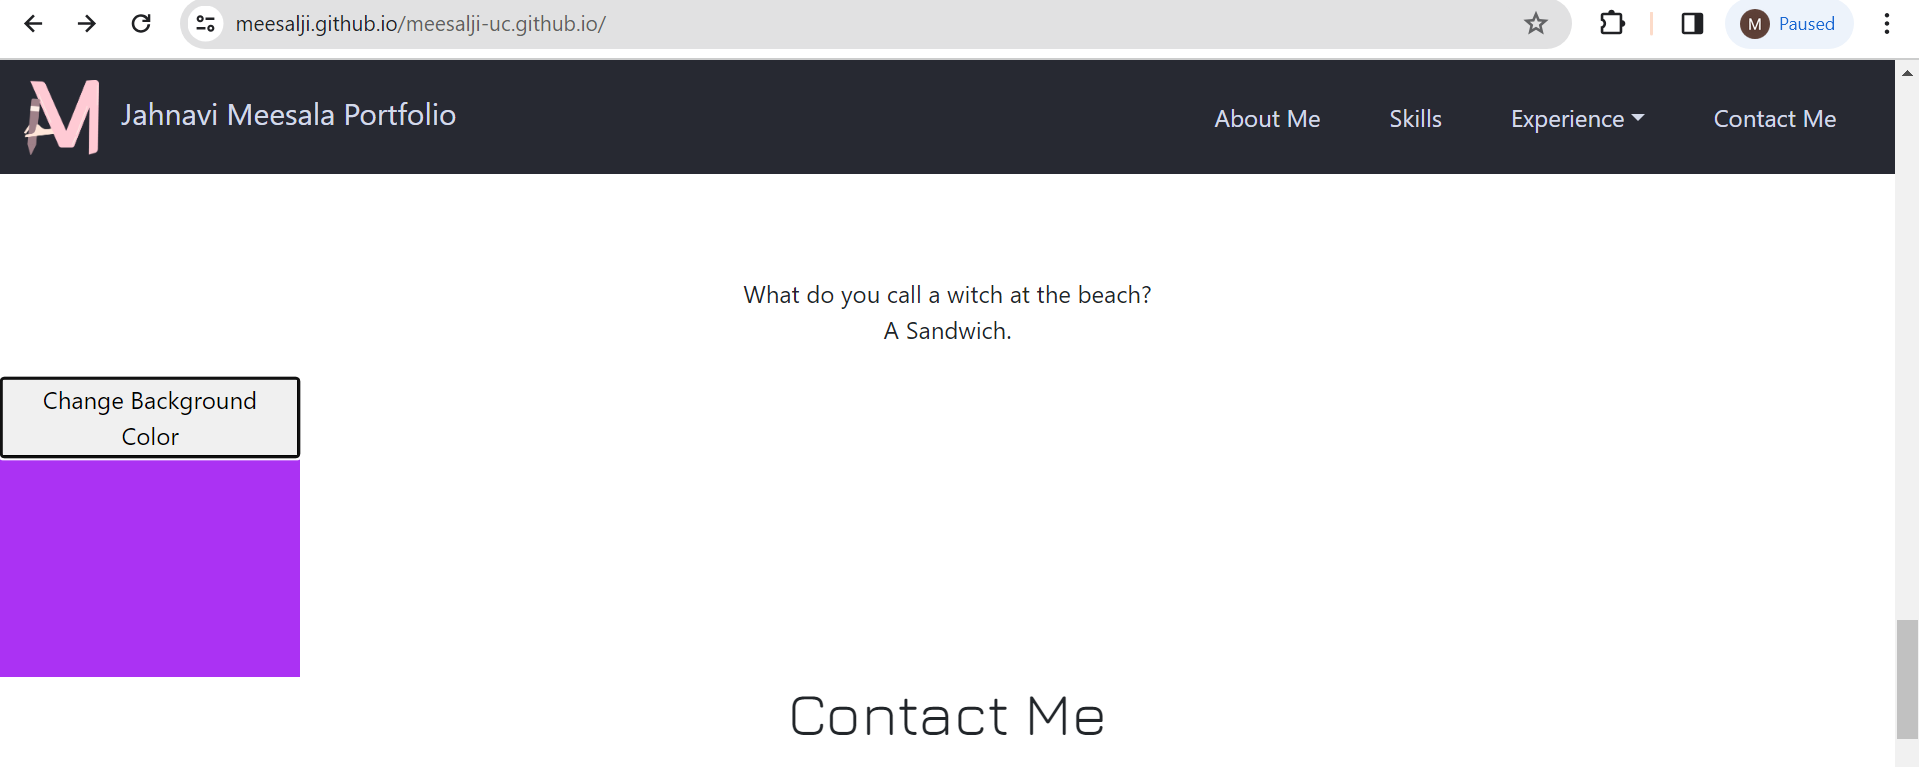 meesalji.github.io/meesalji-uc.github.io/
M Paused
M Jahnavi Meesala Portfolio
About Me Skills Experience Contact Me
What do you call a witch at the beach?
A Sandwich.
Change Background
Color
Contact Me